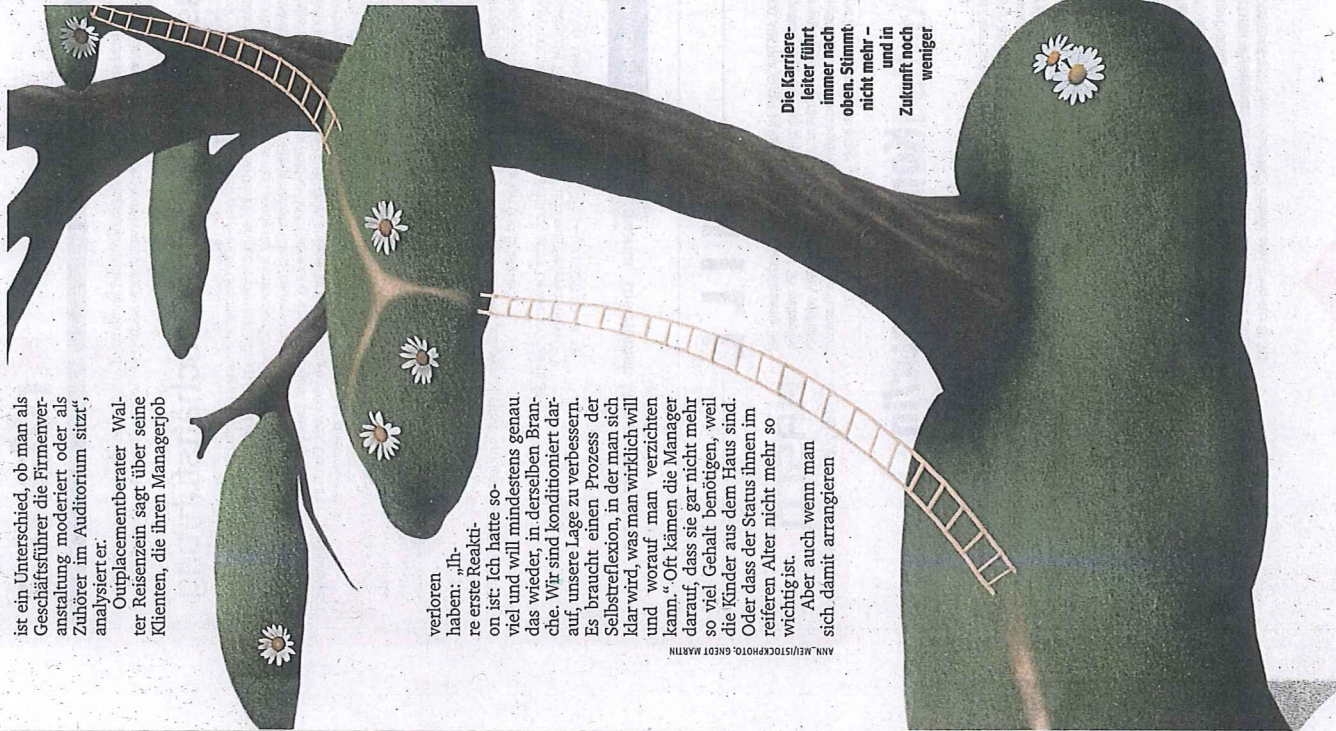 ist ein Unterschied, ob man als
Geschäftsführer die Firmenver-
anstaltung moderiert oder als
Zuhörer im Auditorium sitzt“,
analysiert er.
Outplacementberater Wal-
ter Reisenzein sagt über seine
Klienten, die ihren Managerjob
verloren
haben: „Ih-
re erste Reakti-
on ist: Ich hatte so-
viel und will mindestens genau
das wieder, in derselben Bran-
che. Wir sind konditioniert dar-
auf, unsere Lage zu verbessern.
Es braucht einen Prozess der
Selbstreflexion, in der man sich
klar wird, was man wirklich will
und worauf man verzichten
kann.“ Oft kämen die Manager
darauf, dass sie gar nicht mehr
so viel Gehalt benötigen, weil
die Kinder aus dem Haus sind.
Oder dass der Status ihnen im
reiferen Alter nicht mehr so
wichtig ist.
Aber auch wenn man
sich damit arrangieren
ANN_MEI/ISTOCKPHOTO, GNEDT MARTIN
Die Karriere-
leiter führt
immer nach
oben. Stimmt
nicht mehr –
und in
Zukunft noch
weniger